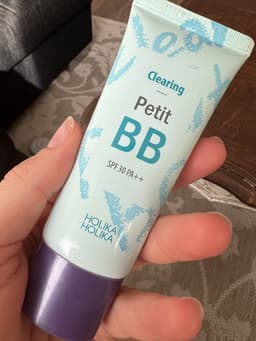 Clearing
Petit
BB
SPF30 PA++
HOLIKA
HOLIKA